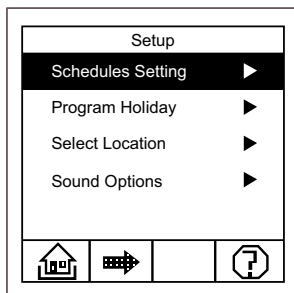 Setup
Schedules Setting
Program Holiday
Select Location
Sound Options
?